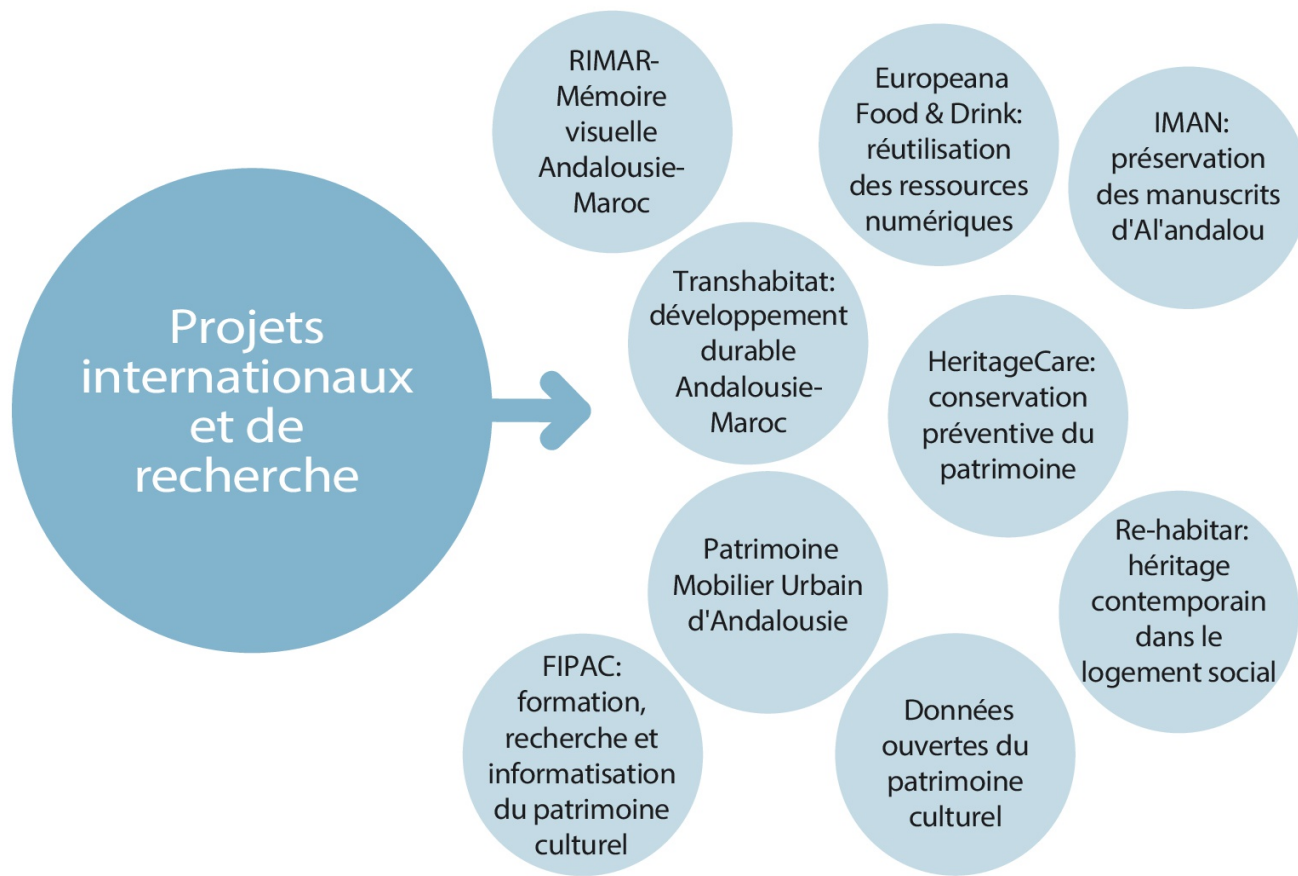 Projets
internationaux
et de
recherche
RIMAR-
Mémoire
visuelle
Andalousie-
Maroc
Europeana
Food & Drink:
réutilisation
des ressources
numériques
IMAN:
préservation
des manuscrits
d'Al'andalou
Transhabitat:
développement
durable
Andalousie-
Maroc
HeritageCare:
conservation
préventive du
patrimoine
Patrimoine
Mobilier Urbain
d'Andalousie
Re-habitar:
héritage
contemporain
dans le
logement social
FIPAC:
formation,
recherche et
informatisation
du patrimoine
culturel
Données
ouvertes du
patrimoine
culturel